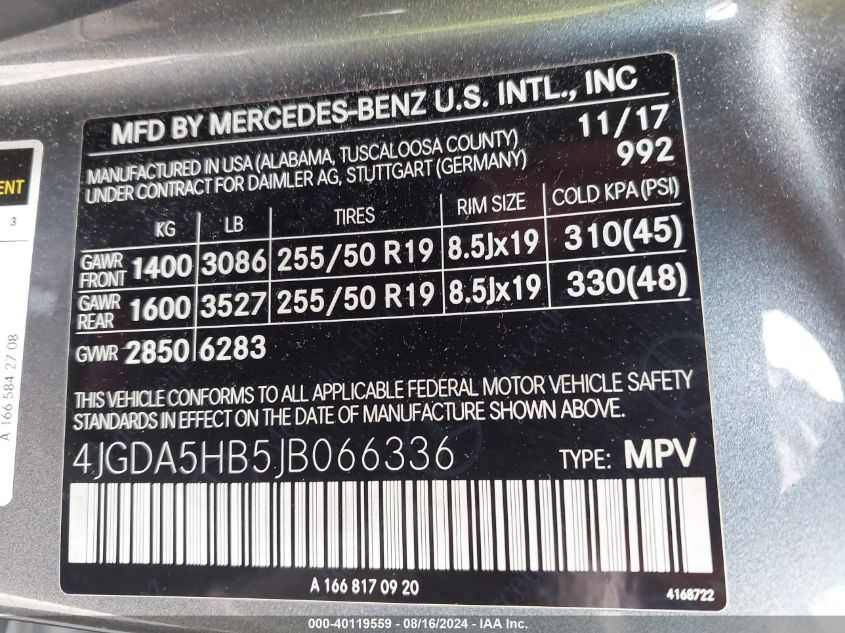 MFD BY MERCEDES-BENZ U.S. INTL., INC
11/17
MANUFACTURED IN USA (ALABAMA, TUSCALOOSA COUNTY)
UNDER CONTRACT FOR DAIMLER AG, STUTTGART (GERMANY)
992
KG LB TIRES RIM SIZE COLD KPA (PSI)
GAWR FRONT 1400 3086 255/50 R19 8.5Jx19 310(45)
GAWR REAR 1600 3527 255/50 R19 8.5Jx19 330(48)
GVWR 2850 6283
THIS VEHICLE CONFORMS TO ALL APPLICABLE FEDERAL MOTOR VEHICLE SAFETY
STANDARDS IN EFFECT ON THE DATE OF MANUFACTURE SHOWN ABOVE.
4JGDA5HB5JB066336 TYPE: MPV
A 166 817 09 20
4168722
ENT
3
A 166 584 27 08
000-40119559 - 08/16/2024 - IAA Inc.